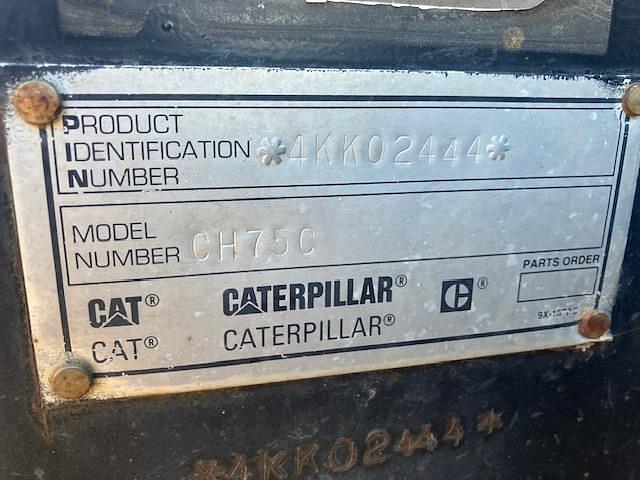 PRODUCT
IDENTIFICATION
NUMBER
*4KK02444*
MODEL
NUMBER
CH75C
PARTS ORDER
CAT®
CATERPILLAR®
C®
CAT®
CATERPILLAR®
*4KK02444*